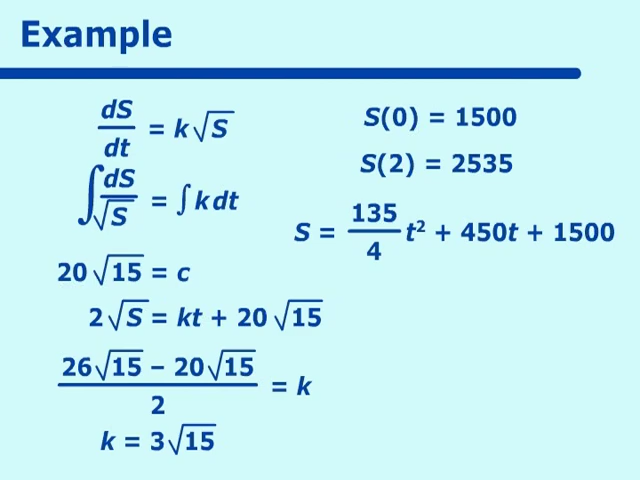 Example
dS/dt = k√S
∫dS/√S = ∫k dt
20√15 = c
2√S = kt + 20√15
(26√15 – 20√15)/2 = k
k = 3√15
S(0) = 1500
S(2) = 2535
S = 135/4 t² + 450t + 1500